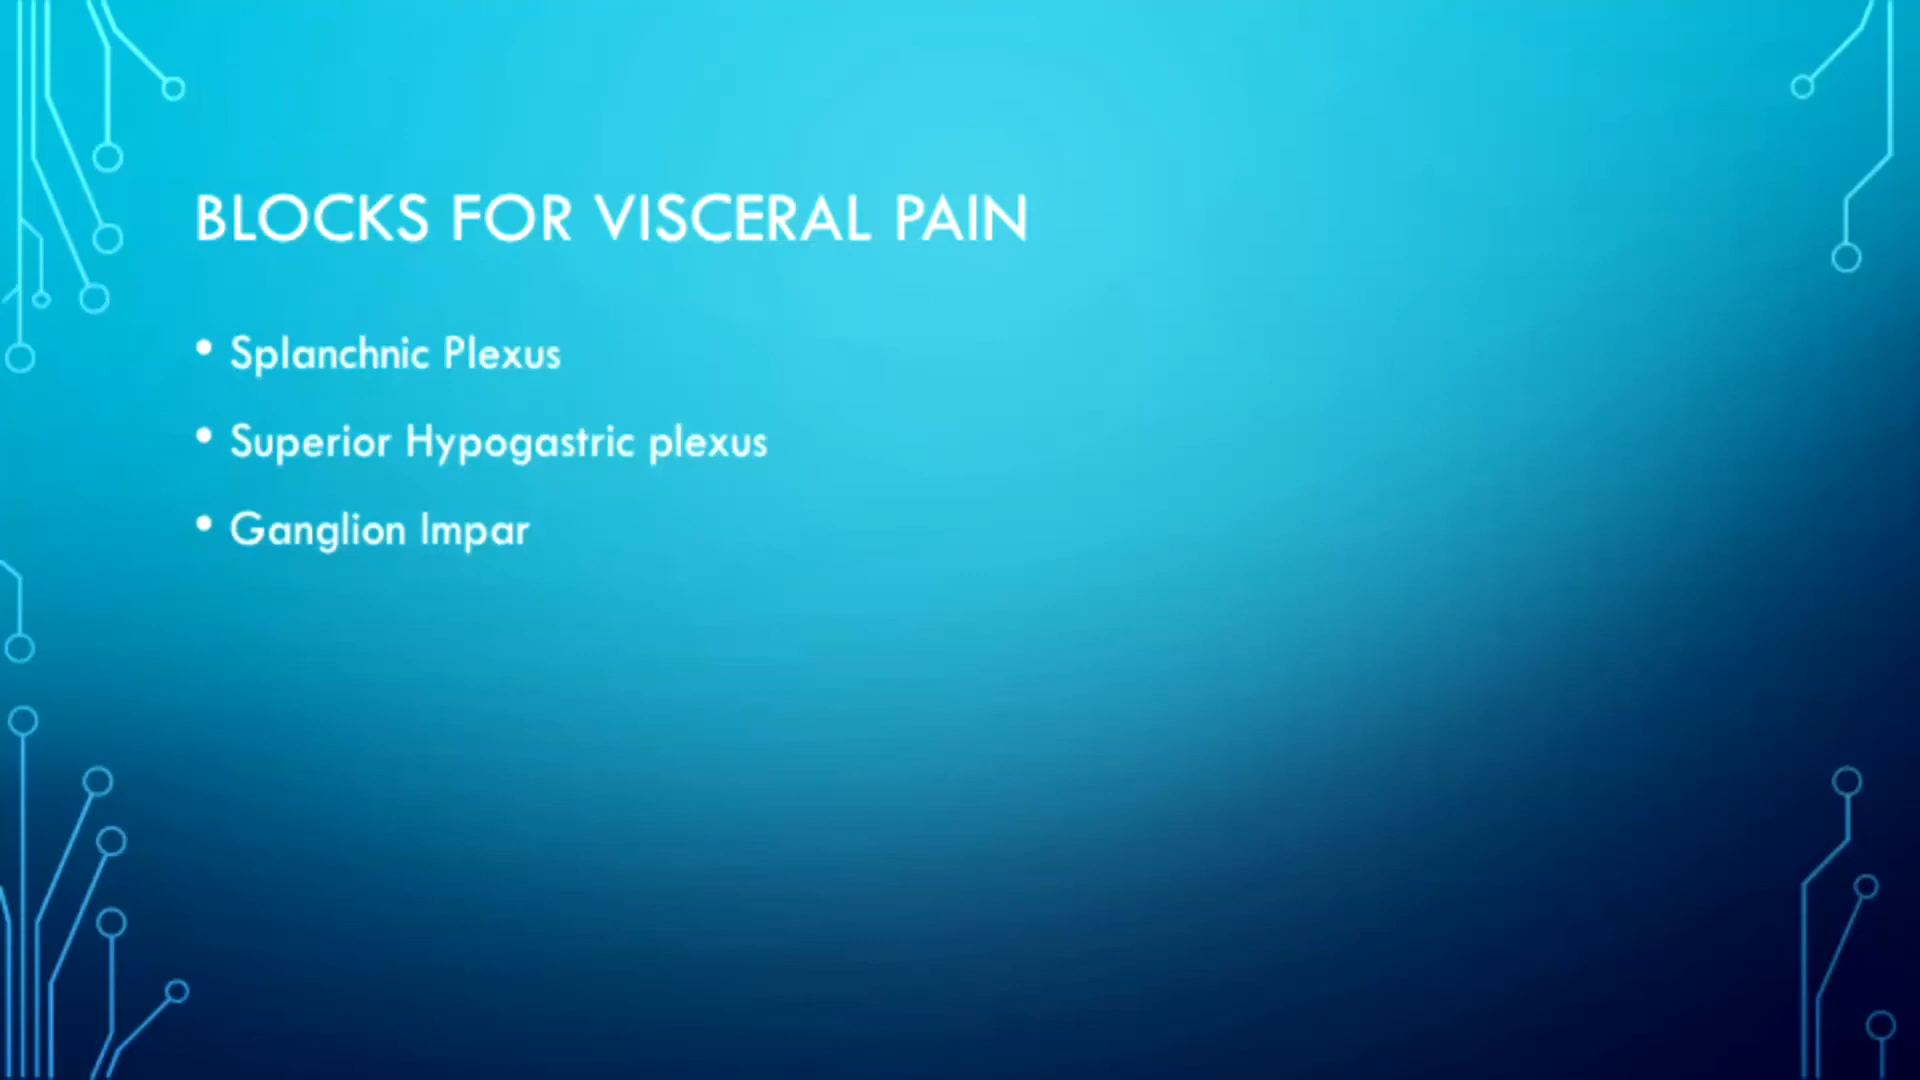 BLOCKS FOR VISCERAL PAIN
• Splanchnic Plexus
• Superior Hypogastric plexus
• Ganglion Impar